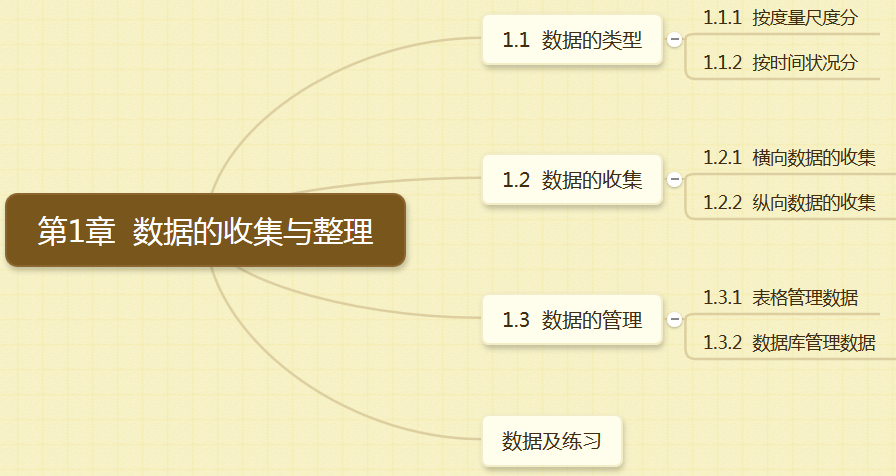 第1章 数据的收集与整理
1.1 数据的类型
1.1.1 按度量尺度分
1.1.2 按时间状况分
1.2 数据的收集
1.2.1 横向数据的收集
1.2.2 纵向数据的收集
1.3 数据的管理
1.3.1 表格管理数据
1.3.2 数据库管理数据
数据及练习